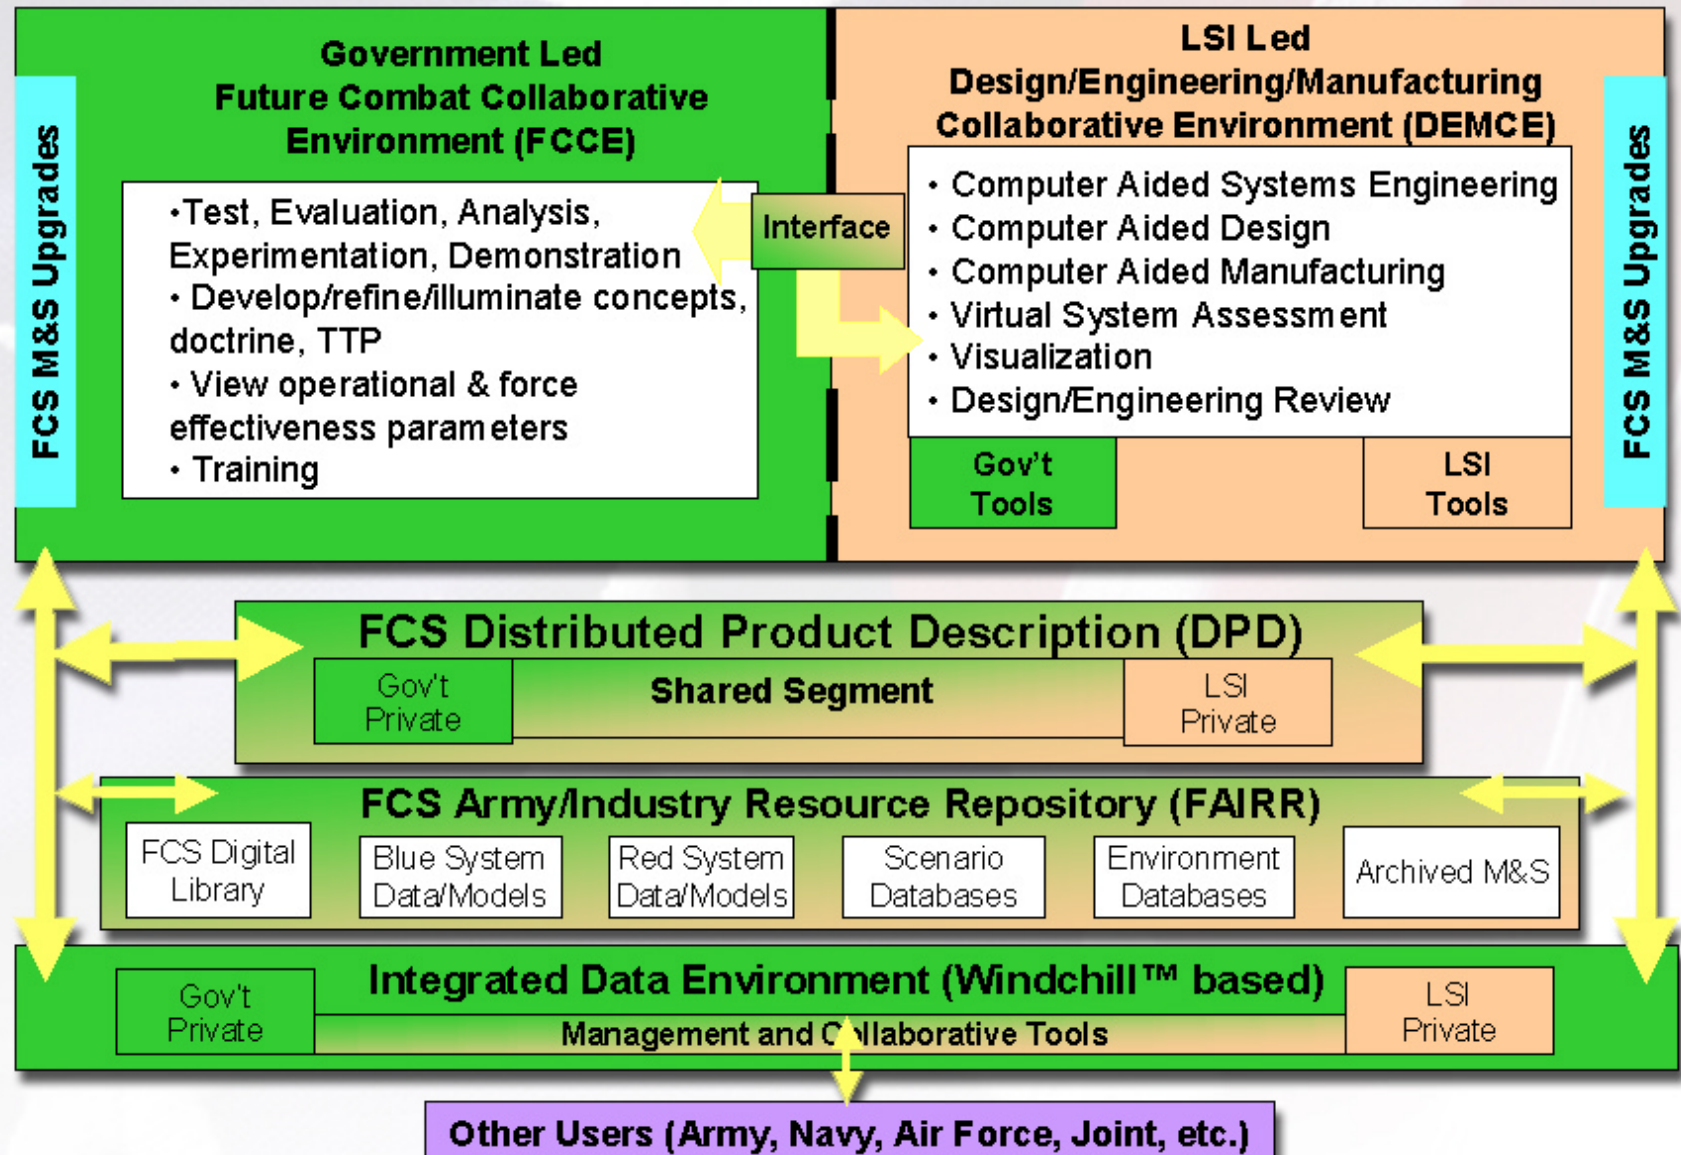 Government Led
Future Combat Collaborative
Environment (FCCE)
FCS M&S Upgrades
•Test, Evaluation, Analysis,
Experimentation, Demonstration
• Develop/refine/illuminate concepts,
doctrine, TTP
• View operational & force
effectiveness parameters
• Training
Interface
LSI Led
Design/Engineering/Manufacturing
Collaborative Environment (DEMCE)
• Computer Aided Systems Engineering
• Computer Aided Design
• Computer Aided Manufacturing
• Virtual System Assessment
• Visualization
• Design/Engineering Review
Gov't
Tools
LSI
Tools
FCS M&S Upgrades
FCS Distributed Product Description (DPD)
Gov't
Private
Shared Segment
LSI
Private
FCS Army/Industry Resource Repository (FAIRR)
FCS Digital
Library
Blue System
Data/Models
Red System
Data/Models
Scenario
Databases
Environment
Databases
Archived M&S
Integrated Data Environment (Windchill™ based)
Gov't
Private
Management and Collaborative Tools
LSI
Private
Other Users (Army, Navy, Air Force, Joint, etc.)